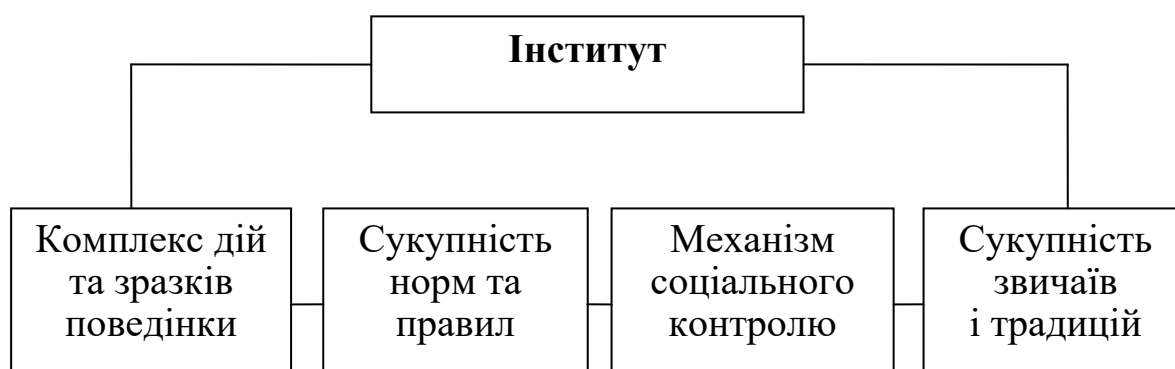 Інститут
Комплекс дій
та зразків
поведінки
Сукупність
норм та
правил
Механізм
соціального
контролю
Сукупність
звичаїв
і традицій